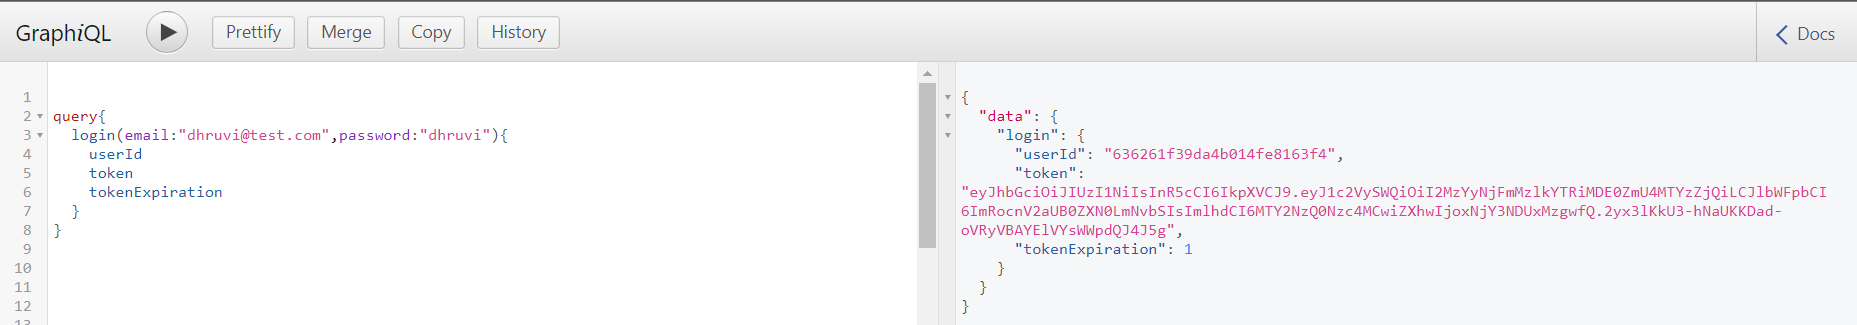 GraphiQL Prettify Merge Copy History Docs
1
2 query{
3 login(email:"dhruvi@test.com",password:"dhruvi"){
4 userId
5 token
6 tokenExpiration
7 }
8 }
9
10
11
12
13
{
"data": {
"login": {
"userId": "636261f39da4b014fe8163f4",
"token":
"eyJhbGciOiJIUzI1NiIsInR5cCI6IkpXVCJ9.eyJ1c2VySWQiOiI2MzYyNjFmMzlkYTRiMDE0ZmU4MTYzZjQiLCJlbWFpbCI
6ImRocnV2aUB0ZXN0LmNvbSIsImlhdCI6MTY2NzQ0Nzc4MCwiZXhwIjoxNjY3NDUxMzgwfQ.2yx3lKkU3-hNaUKKDad-
oVRyVBAYElVYsWWpdQJ4J5g",
"tokenExpiration": 1
}
}
}